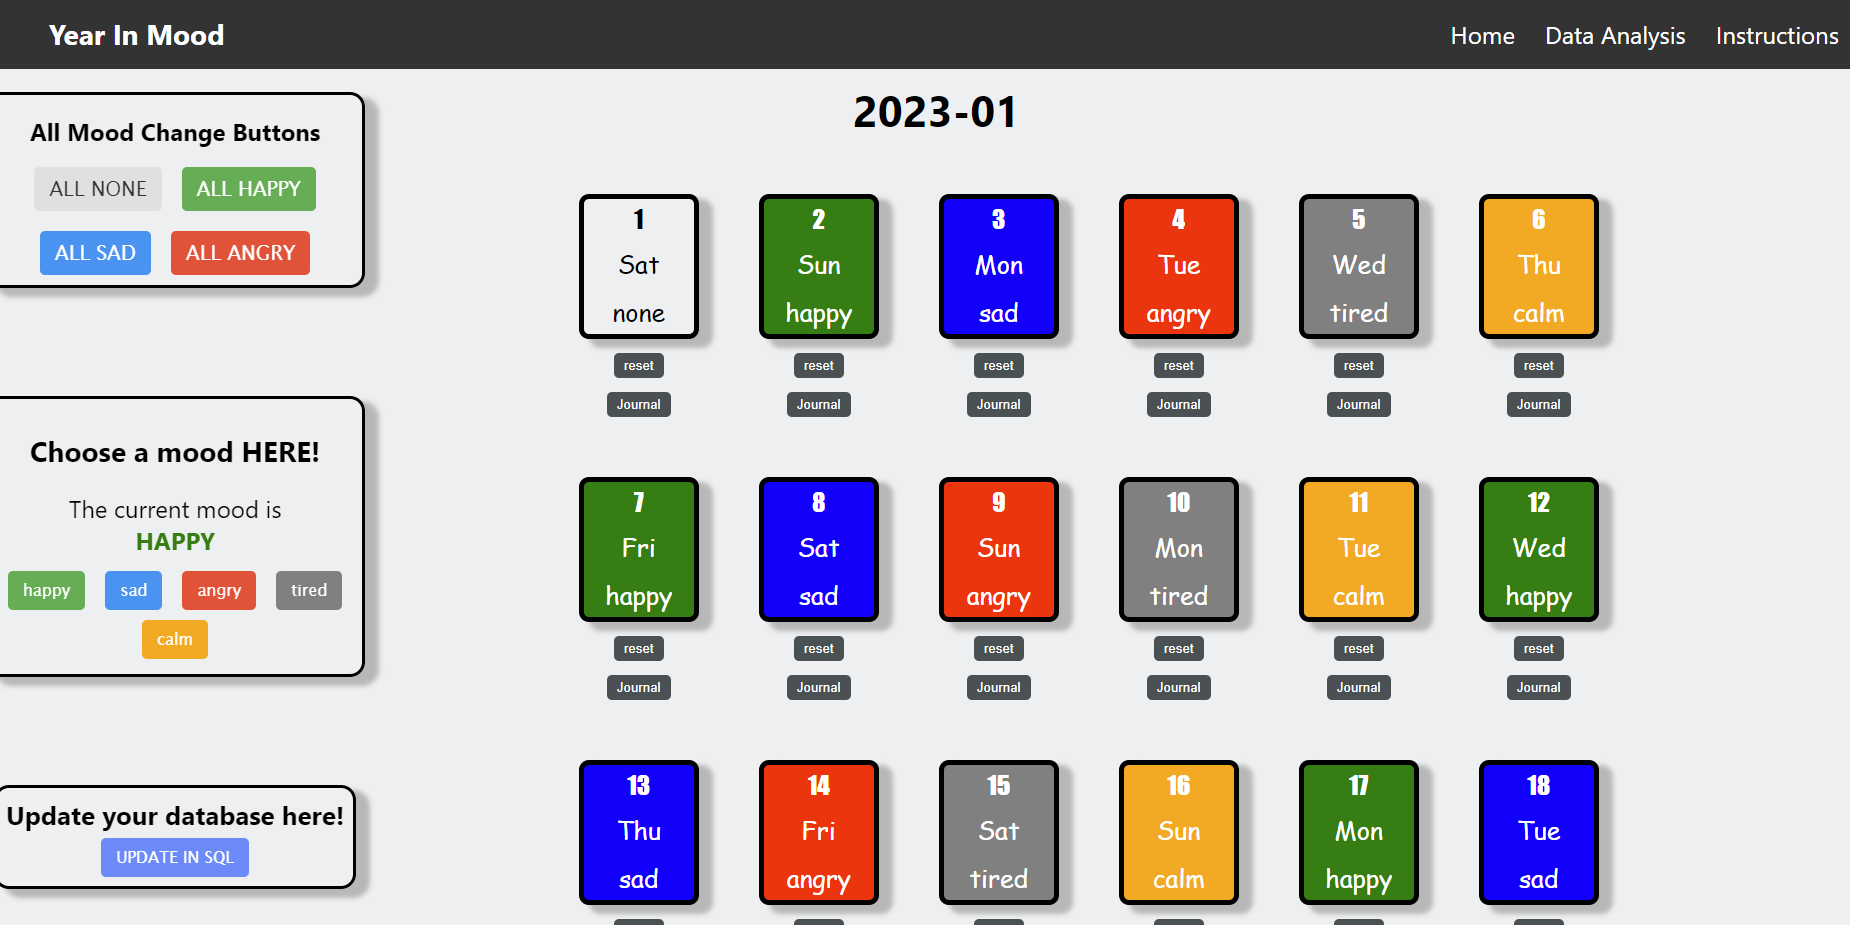 Year In Mood
Home Data Analysis Instructions
All Mood Change Buttons
ALL NONE ALL HAPPY
ALL SAD ALL ANGRY
Choose a mood HERE!
The current mood is
HAPPY
happy sad angry tired
calm
Update your database here!
UPDATE IN SQL
2023-01
1 2 3 4 5 6
Sat Sun Mon Tue Wed Thu
none happy sad angry tired calm
reset reset reset reset reset reset
Journal Journal Journal Journal Journal Journal
7 8 9 10 11 12
Fri Sat Sun Mon Tue Wed
happy sad angry tired calm happy
reset reset reset reset reset reset
Journal Journal Journal Journal Journal Journal
13 14 15 16 17 18
Thu Fri Sat Sun Mon Tue
sad angry tired calm happy sad